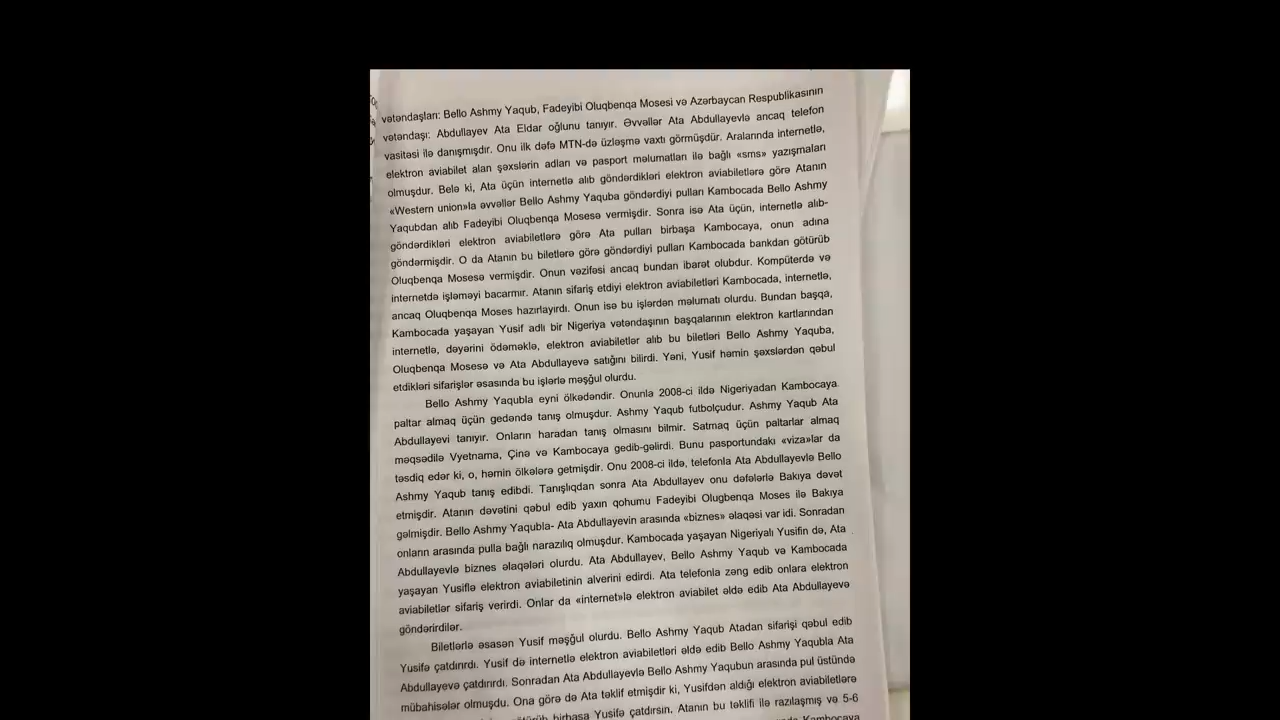 vətəndaşları: Bello Ashmy Yaqub, Fadeyibi Oluqbenqa Mosesi və Azərbaycan Respublikasının
vətəndaşı: Abdullayev Ata Eldar oğlunu tanıyır. Əvvəllər Ata Abdullayevlə ancaq telefon
vasitəsi ilə danışmışdır. Onu ilk dəfə MTN-də üzləşmə vaxtı görmüşdür. Aralarında internetlə,
elektron aviabilet alan şəxslərin adları və pasport məlumatları ilə bağlı «sms» yazışmaları
olmuşdur. Belə ki, Ata üçün internetlə alıb göndərdikləri elektron aviabiletlərə görə Atanın
«Western union»la əvvəllər Bello Ashmy Yaquba göndərdiyi pulları Kambocada Bello Ashmy
Yaqubdan alıb Fadeyibi Oluqbenqa Mosesə vermişdir. Sonra isə Ata üçün, internetlə alıb-
göndərdikləri elektron aviabiletlərə görə Ata pulları birbaşa Kambocaya, onun adına
göndərmişdir. O da Atanın bu biletlərə görə göndərdiyi pulları Kambocada bankdan götürüb
Oluqbenqa Mosesə vermişdir. Onun vəzifəsi ancaq bundan ibarət olubdur. Kompüterdə və
internetdə işləməyi bacarmır. Atanın sifariş etdiyi elektron aviabiletləri Kambocada, internetlə,
ancaq Oluqbenqa Moses hazırlayırdı. Onun isə bu işlərdən məlumatı olurdu. Bundan başqa,
Kambocada yaşayan Yusif adlı bir Nigeriya vətəndaşının başqalarının elektron kartlarından
internetlə, dəyərini ödəməklə, elektron aviabiletlər alıb bu biletləri Bello Ashmy Yaquba,
Oluqbenqa Mosesə və Ata Abdullayevə satığını bilirdi. Yəni, Yusif həmin şəxslərdən qəbul
etdikləri sifarişlər əsasında bu işlərlə məşğul olurdu.
Bello Ashmy Yaqubla eyni ölkədəndir. Onunla 2008-ci ildə Nigeriyadan Kambocaya
paltar almaq üçün gedəndə tanış olmuşdur. Ashmy Yaqub futbolçudur. Ashmy Yaqub Ata
Abdullayevi tanıyır. Onların haradan tanış olmasını bilmir. Satmaq üçün paltarlar almaq
məqsədilə Vyetnama, Çinə və Kambocaya gedib-gəlirdi. Bunu pasportundakı «viza»lar da
təsdiq edər ki, o, həmin ölkələrə getmişdir. Onu 2008-ci ildə, telefonla Ata Abdullayevlə Bello
Ashmy Yaqub tanış edibdi. Tanışlıqdan sonra Ata Abdullayev onu dəfələrlə Bakıya dəvət
etmişdir. Atanın dəvətini qəbul edib yaxın qohumu Fadeyibi Olugbenqa Moses ilə Bakıya
gəlmişdir. Bello Ashmy Yaqubla- Ata Abdullayevin arasında «biznes» əlaqəsi var idi. Sonradan
onların arasında pulla bağlı narazılıq olmuşdur. Kambocada yaşayan Nigeriyalı Yusifin də, Ata
Abdullayevlə biznes əlaqələri olurdu. Ata Abdullayev, Bello Ashmy Yaqub və Kambocada
yaşayan Yusiflə elektron aviabiletinin alverini edirdi. Ata telefonla zəng edib onlara elektron
aviabiletlər sifariş verirdi. Onlar da «internet»lə elektron aviabilet əldə edib Ata Abdullayevə
göndərirdilər.
Biletlərlə əsasən Yusif məşğul olurdu. Bello Ashmy Yaqub Atadan sifarişi qəbul edib
Yusifə çatdırırdı. Yusif də internetlə elektron aviabiletləri əldə edib Bello Ashmy Yaqubla Ata
Abdullayevə çatdırırdı. Sonradan Ata Abdullayevlə Bello Ashmy Yaqubun arasında pul üstündə
mübahisələr olmuşdu. Ona görə də Ata təklif etmişdir ki, Yusifdən aldığı elektron aviabiletlərə
birbaşa Yusifə çatdırsın. Atanın bu təklifi ilə razılaşmış və 5-6
Kambocaya